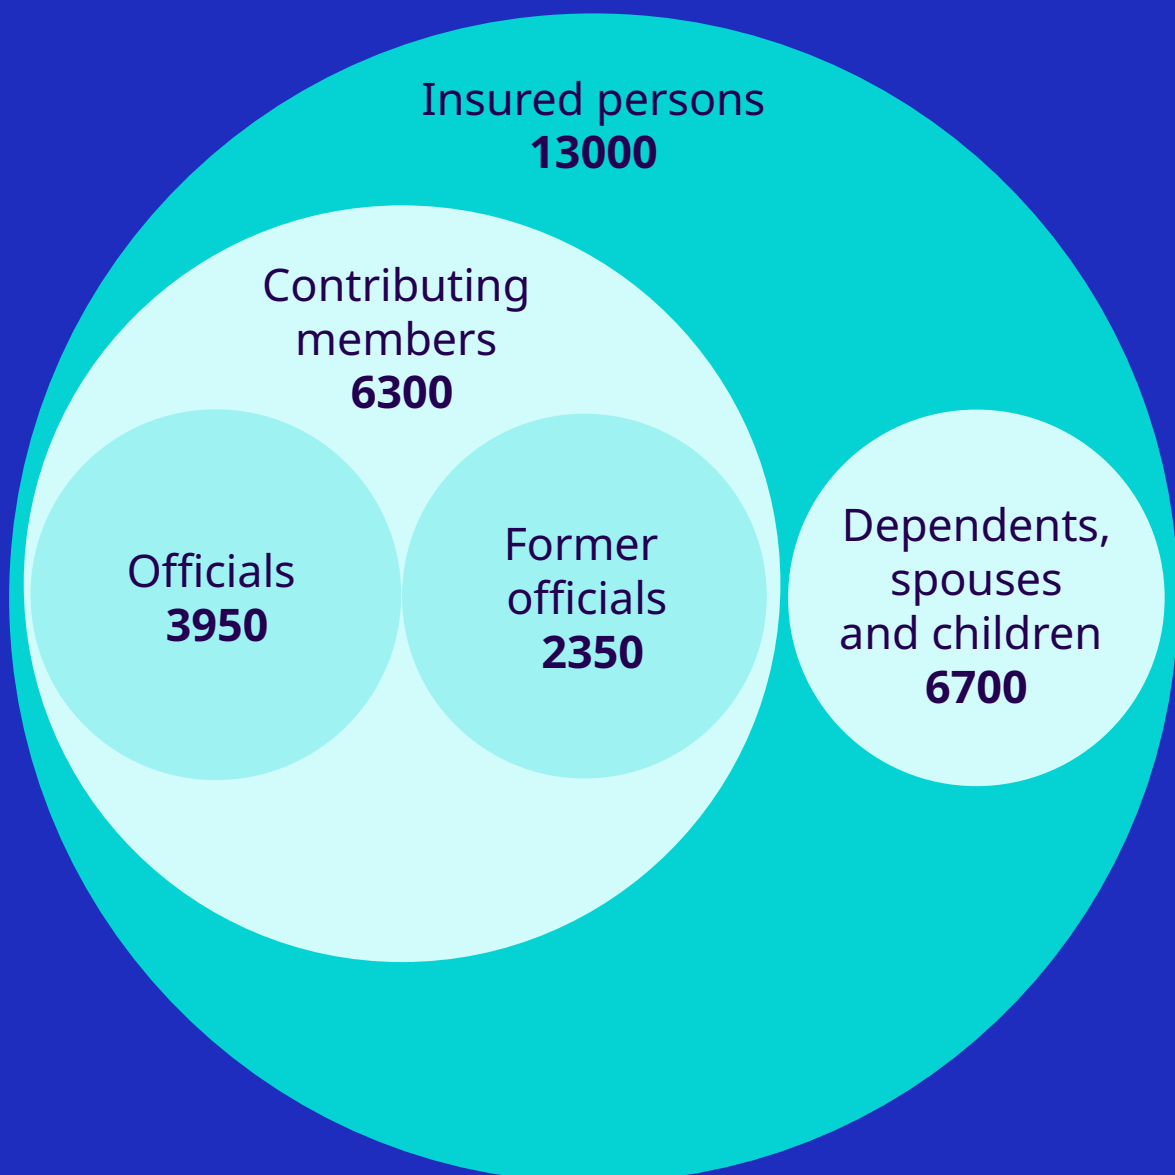 Insured persons
13000
Contributing
members
6300
Officials
3950
Former
officials
2350
Dependents,
spouses
and children
6700